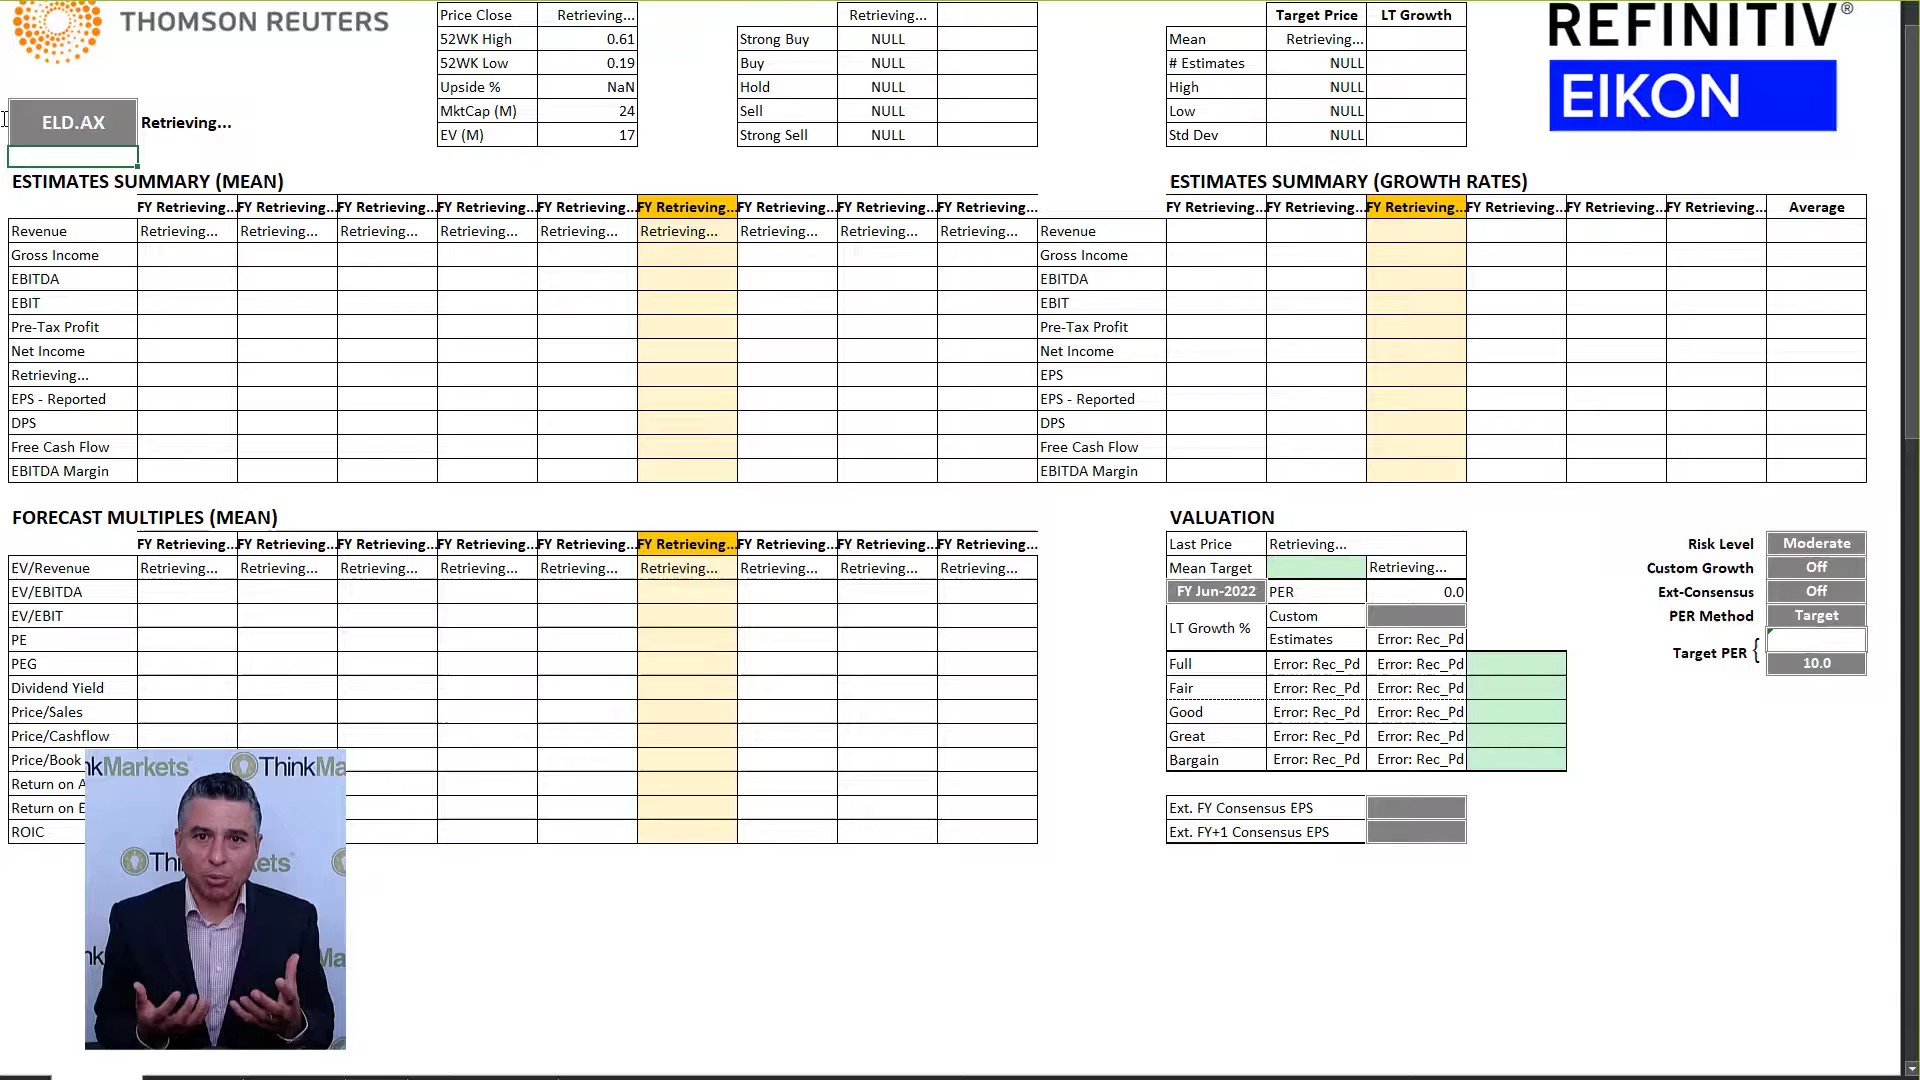 THOMSON REUTERS
Price Close Retrieving...
52WK High 0.61
52WK Low 0.19
Upside % NaN
MktCap (M) 24
EV (M) 17
Retrieving...
Strong Buy NULL
Buy NULL
Hold NULL
Sell NULL
Strong Sell NULL
Target Price LT Growth
Mean Retrieving...
# Estimates NULL
High NULL
Low NULL
Std Dev NULL
REFINITIV®
EIKON
ELD.AX Retrieving...
ESTIMATES SUMMARY (MEAN)
FY Retrieving... FY Retrieving... FY Retrieving... FY Retrieving... FY Retrieving... FY Retrieving... FY Retrieving... FY Retrieving... FY Retrieving...
Revenue Retrieving... Retrieving... Retrieving... Retrieving... Retrieving... Retrieving... Retrieving... Retrieving... Retrieving...
Gross Income
EBITDA
EBIT
Pre-Tax Profit
Net Income
Retrieving...
EPS - Reported
DPS
Free Cash Flow
EBITDA Margin
ESTIMATES SUMMARY (GROWTH RATES)
FY Retrieving... FY Retrieving... FY Retrieving... FY Retrieving... FY Retrieving... FY Retrieving... Average
Revenue
Gross Income
EBITDA
EBIT
Pre-Tax Profit
Net Income
EPS
EPS - Reported
DPS
Free Cash Flow
EBITDA Margin
FORECAST MULTIPLES (MEAN)
FY Retrieving... FY Retrieving... FY Retrieving... FY Retrieving... FY Retrieving... FY Retrieving... FY Retrieving... FY Retrieving... FY Retrieving...
EV/Revenue Retrieving... Retrieving... Retrieving... Retrieving... Retrieving... Retrieving... Retrieving... Retrieving... Retrieving...
EV/EBITDA
EV/EBIT
PE
PEG
Dividend Yield
Price/Sales
Price/Cashflow
Price/Book
Return on A
Return on E
ROIC
VALUATION
Last Price Retrieving...
Mean Target Retrieving...
FY Jun-2022 PER 0.0
LT Growth % Custom
Estimates Error: Rec_Pd
Full Error: Rec_Pd Error: Rec_Pd
Fair Error: Rec_Pd Error: Rec_Pd
Good Error: Rec_Pd Error: Rec_Pd
Great Error: Rec_Pd Error: Rec_Pd
Bargain Error: Rec_Pd Error: Rec_Pd
Ext. FY Consensus EPS
Ext. FY+1 Consensus EPS
Risk Level Moderate
Custom Growth Off
Ext-Consensus Off
PER Method Target
Target PER {
10.0
nkMarkets ThinkMa
Thi kets
nk Ma